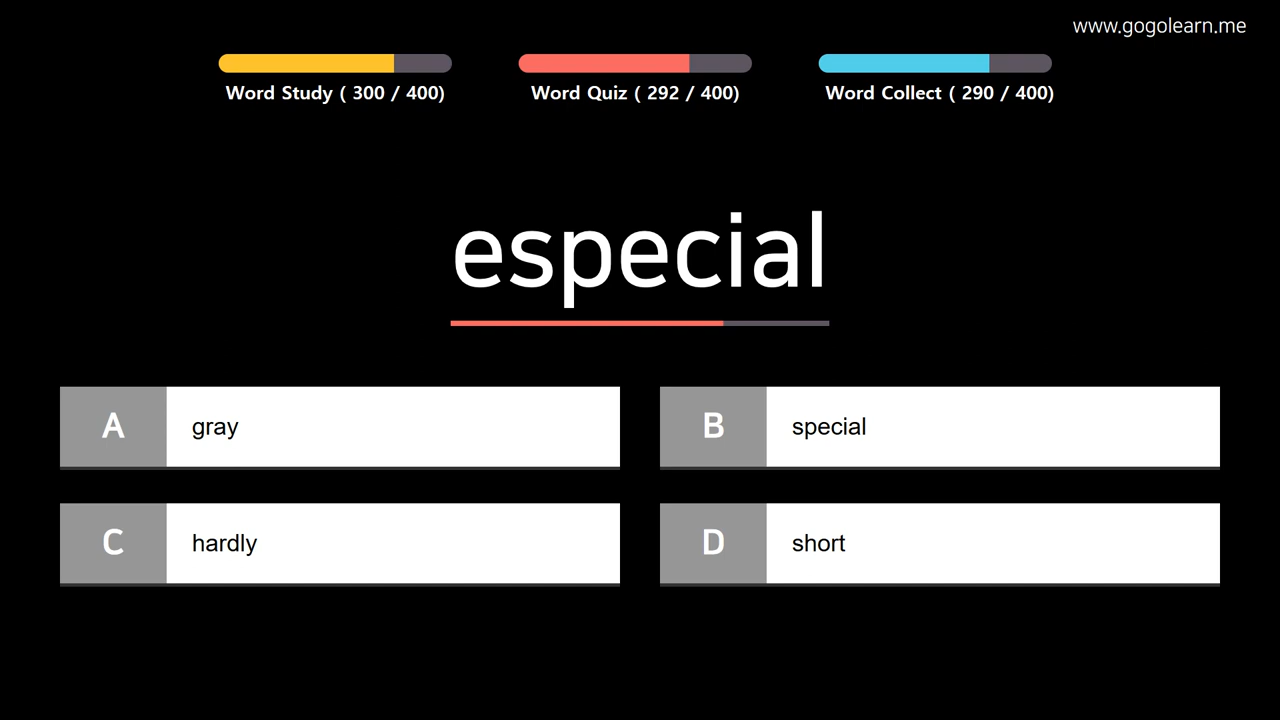 www.gogolearn.me
Word Study ( 300 / 400)
Word Quiz ( 292 / 400)
Word Collect ( 290 / 400)
especial
A gray
B special
C hardly
D short